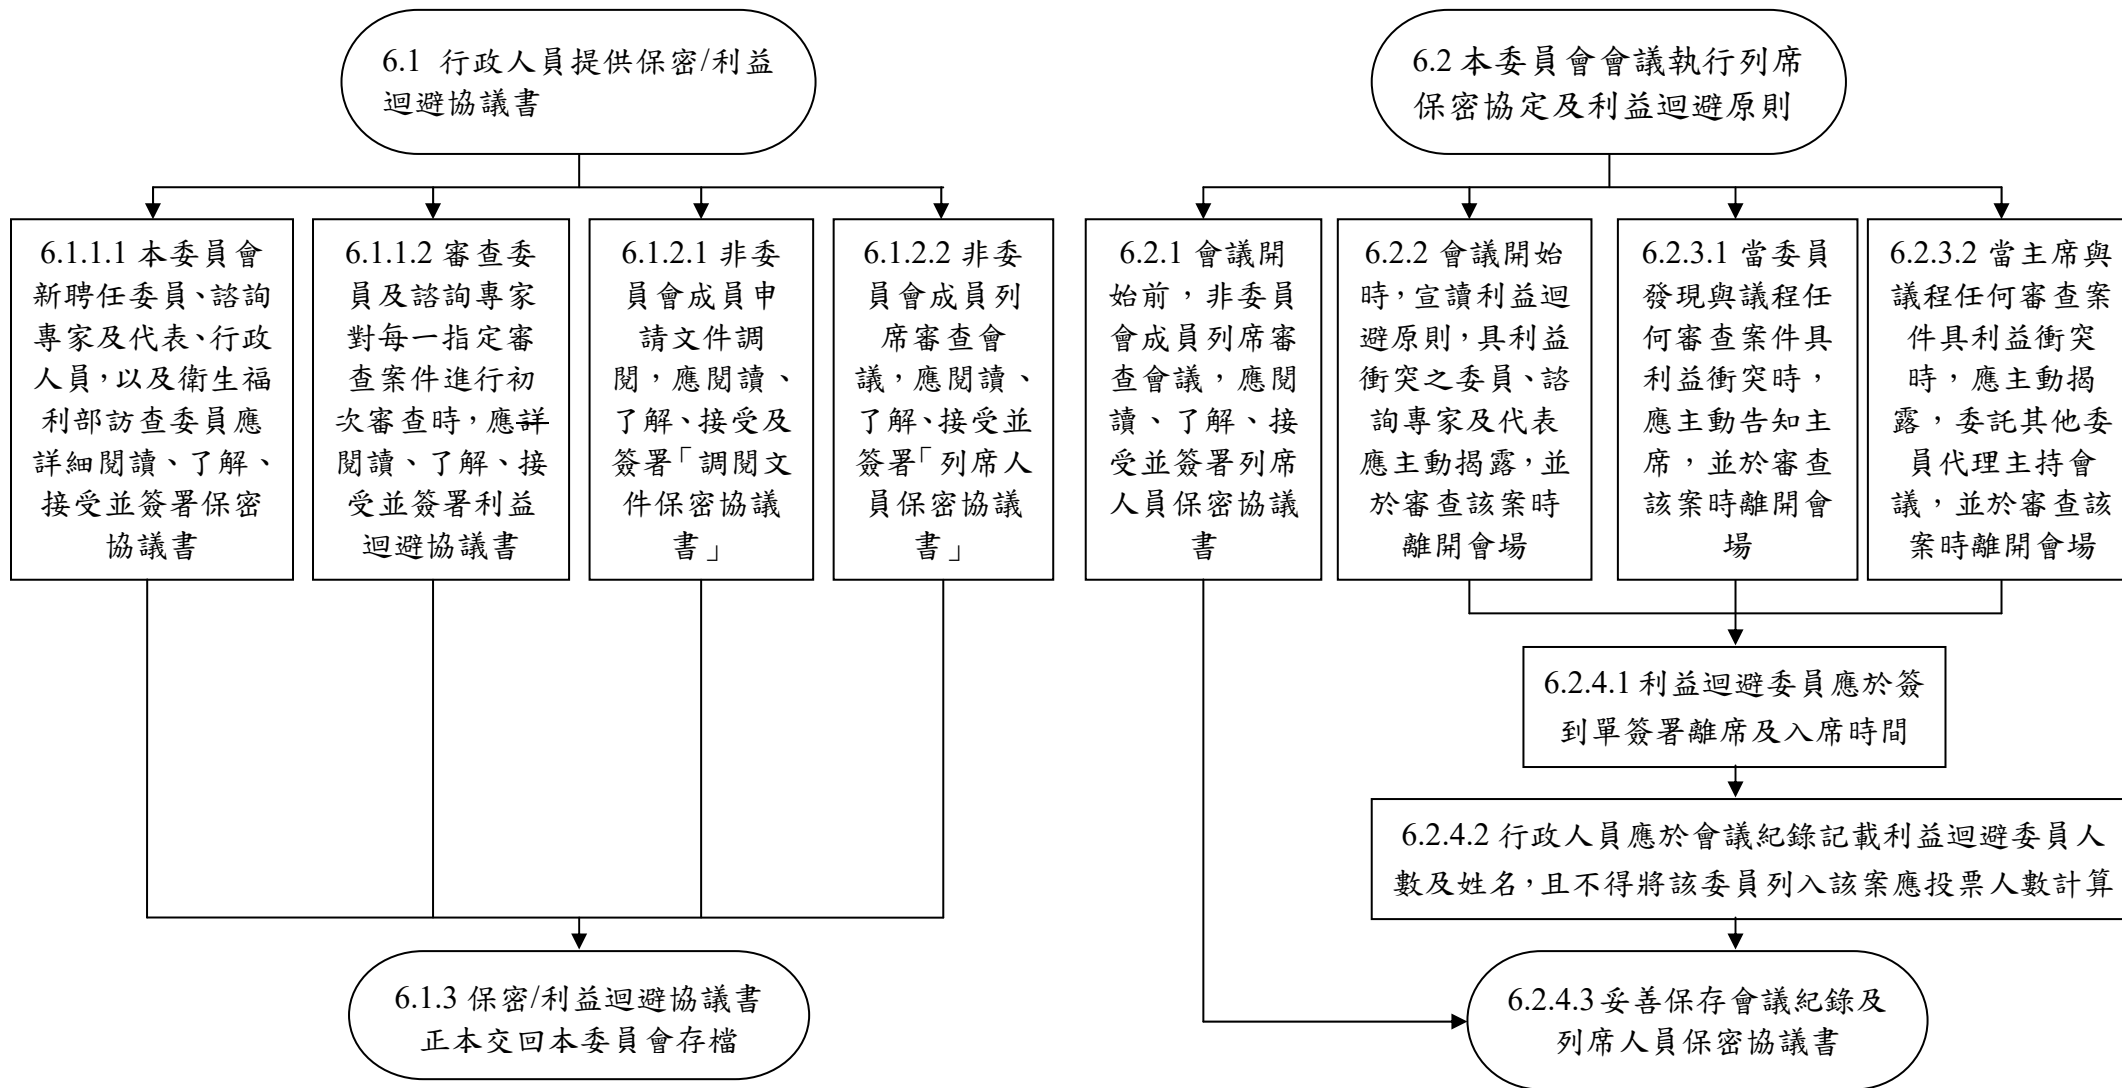 6.1 行政人員提供保密/利益
迴避協議書
6.1.1.1 本委員會
新聘任委員、諮詢
專家及代表、行政
人員,以及衛生福
利部訪查委員應
詳細閱讀、了解、
接受並簽署保密
協議書
6.1.1.2 審查委
員及諮詢專家
對每一指定審
查案件進行初
次審查時,應詳
閱讀、了解、接
受並簽署利益
迴避協議書
6.1.2.1 非委
員會成員申
請文件調
閱,應閱讀、
了解、接受及
簽署「調閱文
件保密協議
書」
6.1.2.2 非委
員會成員列
席審查會
議,應閱讀、
了解、接受並
簽署「列席人
員保密協議
書」
6.1.3 保密/利益迴避協議書
正本交回本委員會存檔
6.2 本委員會會議執行列席
保密協定及利益迴避原則
6.2.1 會議開
始前,非委員
會成員列席審
查會議,應閱
讀、了解、接
受並簽署列席
人員保密協議
書
6.2.2 會議開始
時,宣讀利益迴
避原則,具利益
衝突之委員、諮
詢專家及代表
應主動揭露,並
於審查該案時
離開會場
6.2.3.1 當委員
發現與議程任
何審查案件具
利益衝突時,
應主動告知主
席,並於審查
該案時離開會
場
6.2.3.2 當主席與
議程任何審查案
件具利益衝突
時,應主動揭
露,委託其他委
員代理主持會
議,並於審查該
案時離開會場
6.2.4.1 利益迴避委員應於簽
到單簽署離席及入席時間
6.2.4.2 行政人員應於會議紀錄記載利益迴避委員人
數及姓名,且不得將該委員列入該案應投票人數計算
6.2.4.3 妥善保存會議紀錄及
列席人員保密協議書